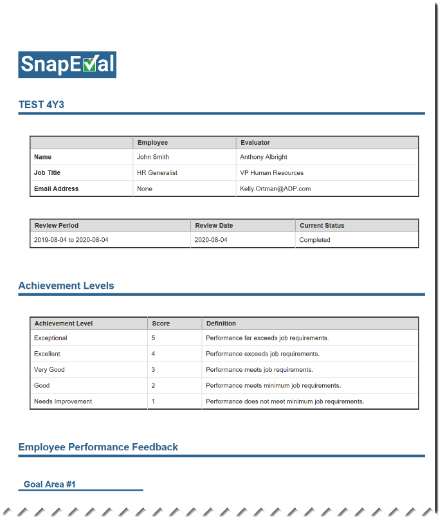 SnapEval
TEST 4Y3
Employee Evaluator
Name John Smith Anthony Albright
Job Title HR Generalist VP Human Resources
Email Address None Kelly.Ortman@ADP.com
Review Period Review Date Current Status
2019-08-04 to 2020-08-04 2020-08-04 Completed
Achievement Levels
Achievement Level Score Definition
Exceptional 5 Performance far exceeds job requirements.
Excellent 4 Performance exceeds job requirements.
Very Good 3 Performance meets job requirements.
Good 2 Performance meets minimum job requirements.
Needs Improvement 1 Performance does not meet minimum job requirements.
Employee Performance Feedback
Goal Area #1